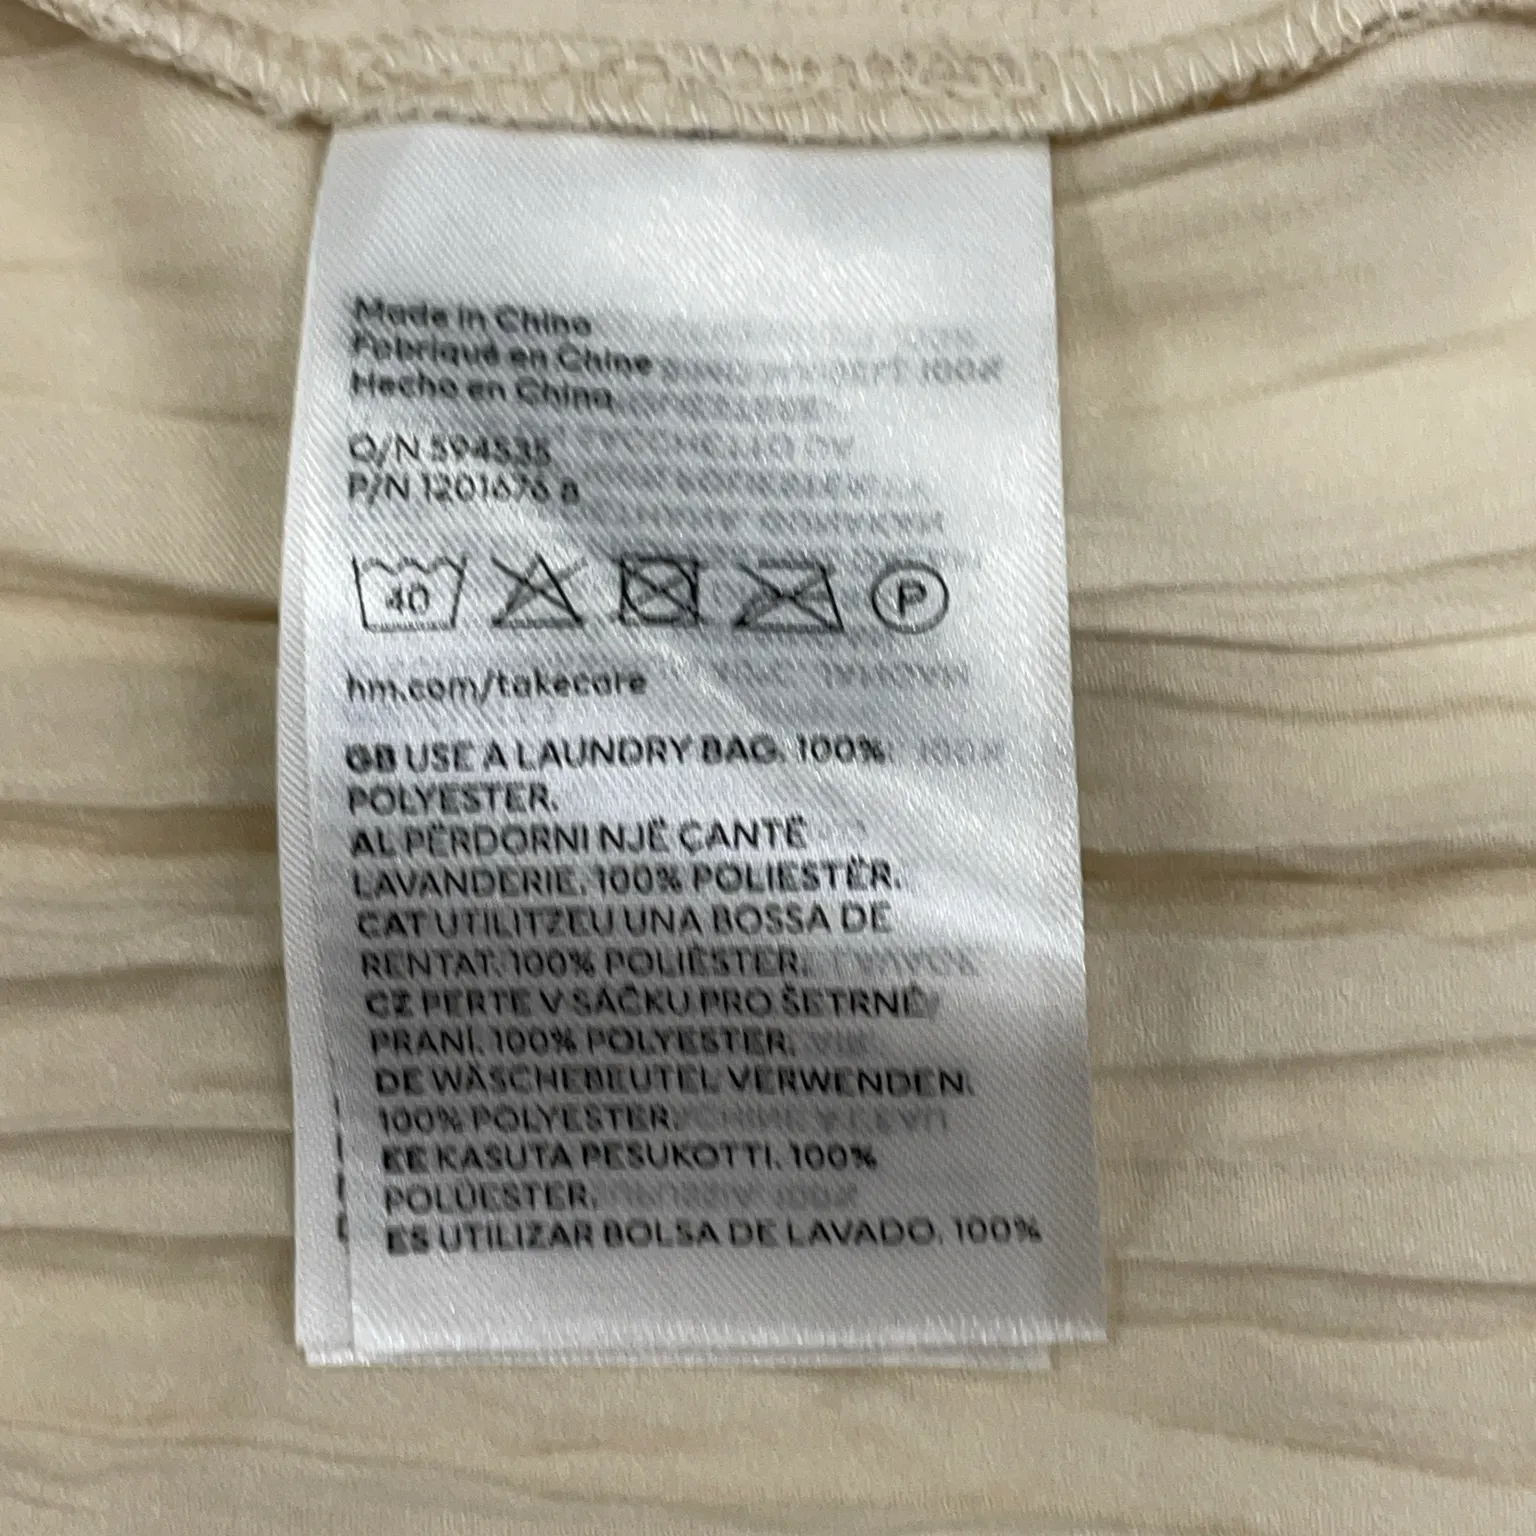 Made in China
Fabriqué en Chine
Hecho en China
O/N 594535
P/N 1201676 8
40
P
hm.com/takecare
GB USE A LAUNDRY BAG. 100%
POLYESTER.
AL PËRDORNI NJË ÇANTË
LAVANDERIE. 100% POLIESTËR.
CAT UTILITZEU UNA BOSSA DE
RENTAT. 100% POLIÈSTER.
CZ PERTE V SÁČKU PRO ŠETRNÉ
PRANÍ. 100% POLYESTER.
DE WÄSCHEBEUTEL VERWENDEN.
100% POLYESTER.
EE KASUTA PESUKOTTI. 100%
POLÜESTER.
ES UTILIZAR BOLSA DE LAVADO. 100%